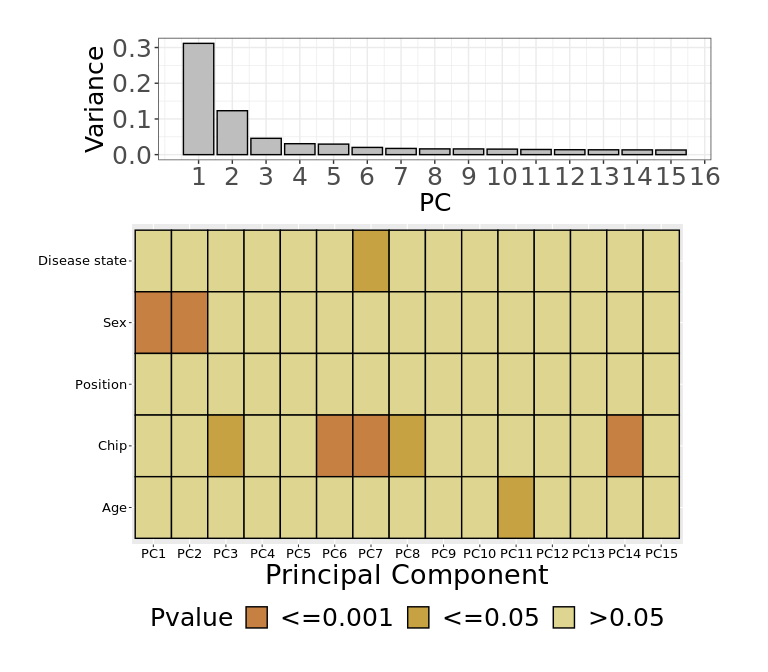 Variance
0.3
0.2
0.1
0.0
1 2 3 4 5 6 7 8 9 10 11 12 13 14 15 16
PC
Disease state
Sex
Position
Chip
Age
PC1 PC2 PC3 PC4 PC5 PC6 PC7 PC8 PC9 PC10 PC11 PC12 PC13 PC14 PC15
Principal Component
Pvalue <=0.001 <=0.05 >0.05